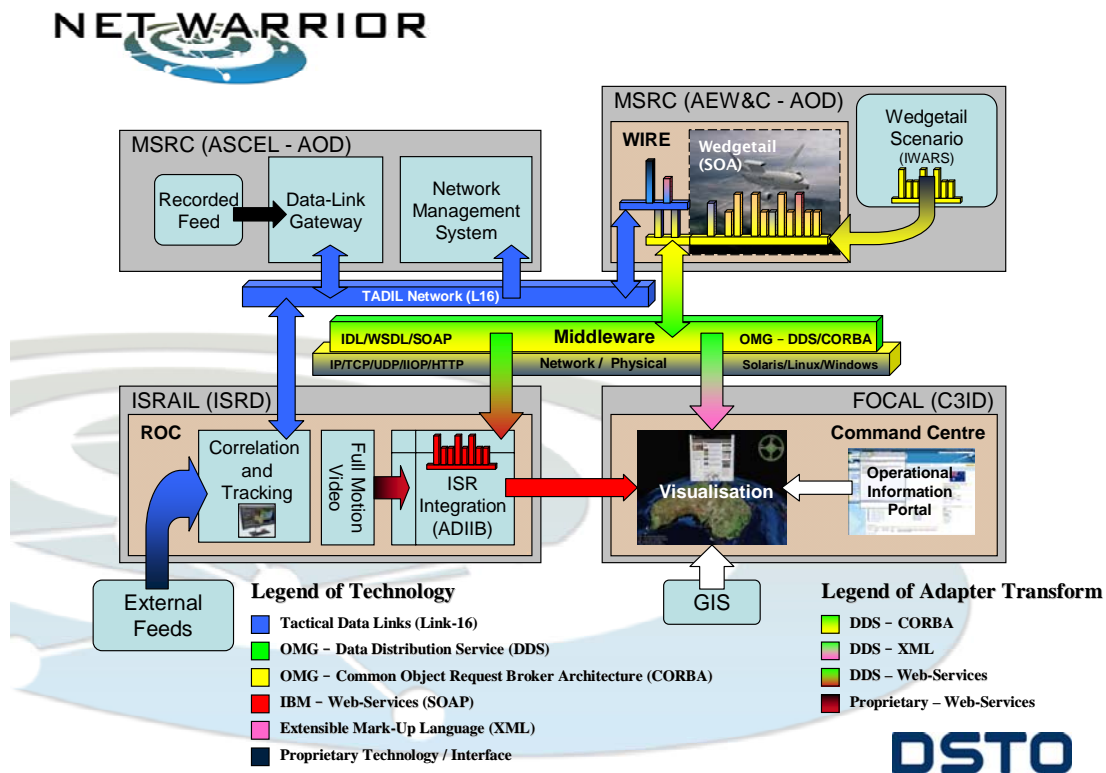 NET WARRIOR
MSRC (ASCEL - AOD)
Recorded
Feed
Data-Link
Gateway
Network
Management
System
MSRC (AEW&C - AOD)
WIRE
Wedgetail
(SOA)
Wedgetail
Scenario
(IWARS)
TADIL Network (L16)
IDL/WSDL/SOAP
Middleware
OMG – DDS/CORBA
IP/TCP/UDP/IIOP/HTTP
Network / Physical
Solaris/Linux/Windows
ISRAIL (ISRD)
ROC
Correlation
and
Tracking
Full Motion
Video
ISR
Integration
(ADIIB)
FOCAL (C3ID)
Command Centre
Visualisation
Operational
Information
Portal
External
Feeds
GIS
Legend of Technology
Tactical Data Links (Link-16)
OMG – Data Distribution Service (DDS)
OMG – Common Object Request Broker Architecture (CORBA)
IBM – Web-Services (SOAP)
Extensible Mark-Up Language (XML)
Proprietary Technology / Interface
Legend of Adapter Transform
DDS – CORBA
DDS – XML
DDS – Web-Services
Proprietary – Web-Services
DSTO